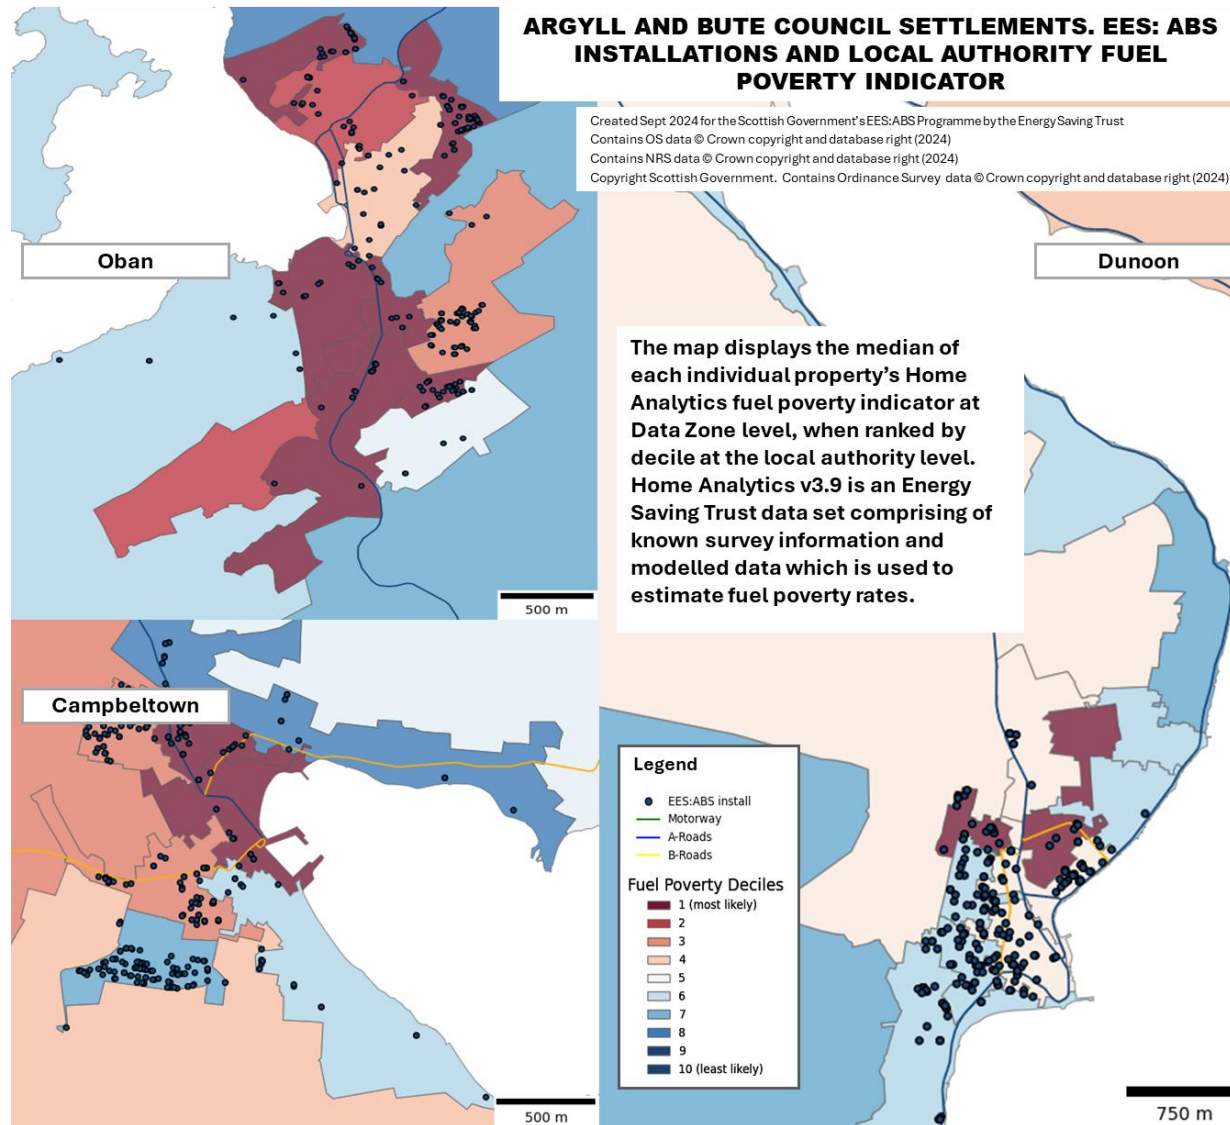 ARGYLL AND BUTE COUNCIL SETTLEMENTS. EES: ABS
INSTALLATIONS AND LOCAL AUTHORITY FUEL
POVERTY INDICATOR
Created Sept 2024 for the Scottish Government's EES:ABS Programme by the Energy Saving Trust
Contains OS data © Crown copyright and database right (2024)
Contains NRS data © Crown copyright and database right (2024)
Copyright Scottish Government. Contains Ordinance Survey data © Crown copyright and database right (2024)
Oban
Dunoon
The map displays the median of
each individual property's Home
Analytics fuel poverty indicator at
Data Zone level, when ranked by
decile at the local authority level.
Home Analytics v3.9 is an Energy
Saving Trust data set comprising of
known survey information and
modelled data which is used to
estimate fuel poverty rates.
500 m
Campbeltown
Legend
EES:ABS install
Motorway
A-Roads
B-Roads
Fuel Poverty Deciles
1 (most likely)
2
3
4
5
6
7
8
9
10 (least likely)
500 m
750 m